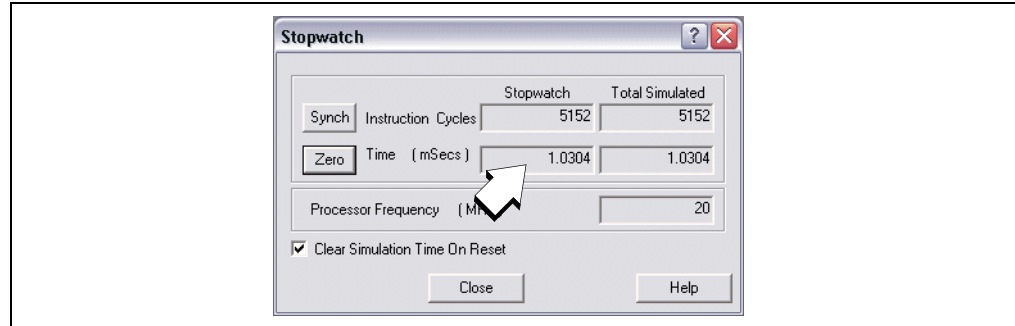 Stopwatch
Stopwatch Total Simulated
Synch Instruction Cycles 5152 5152
Zero Time (mSecs) 1.0304 1.0304
Processor Frequency 20
Clear Simulation Time On Reset
Close Help